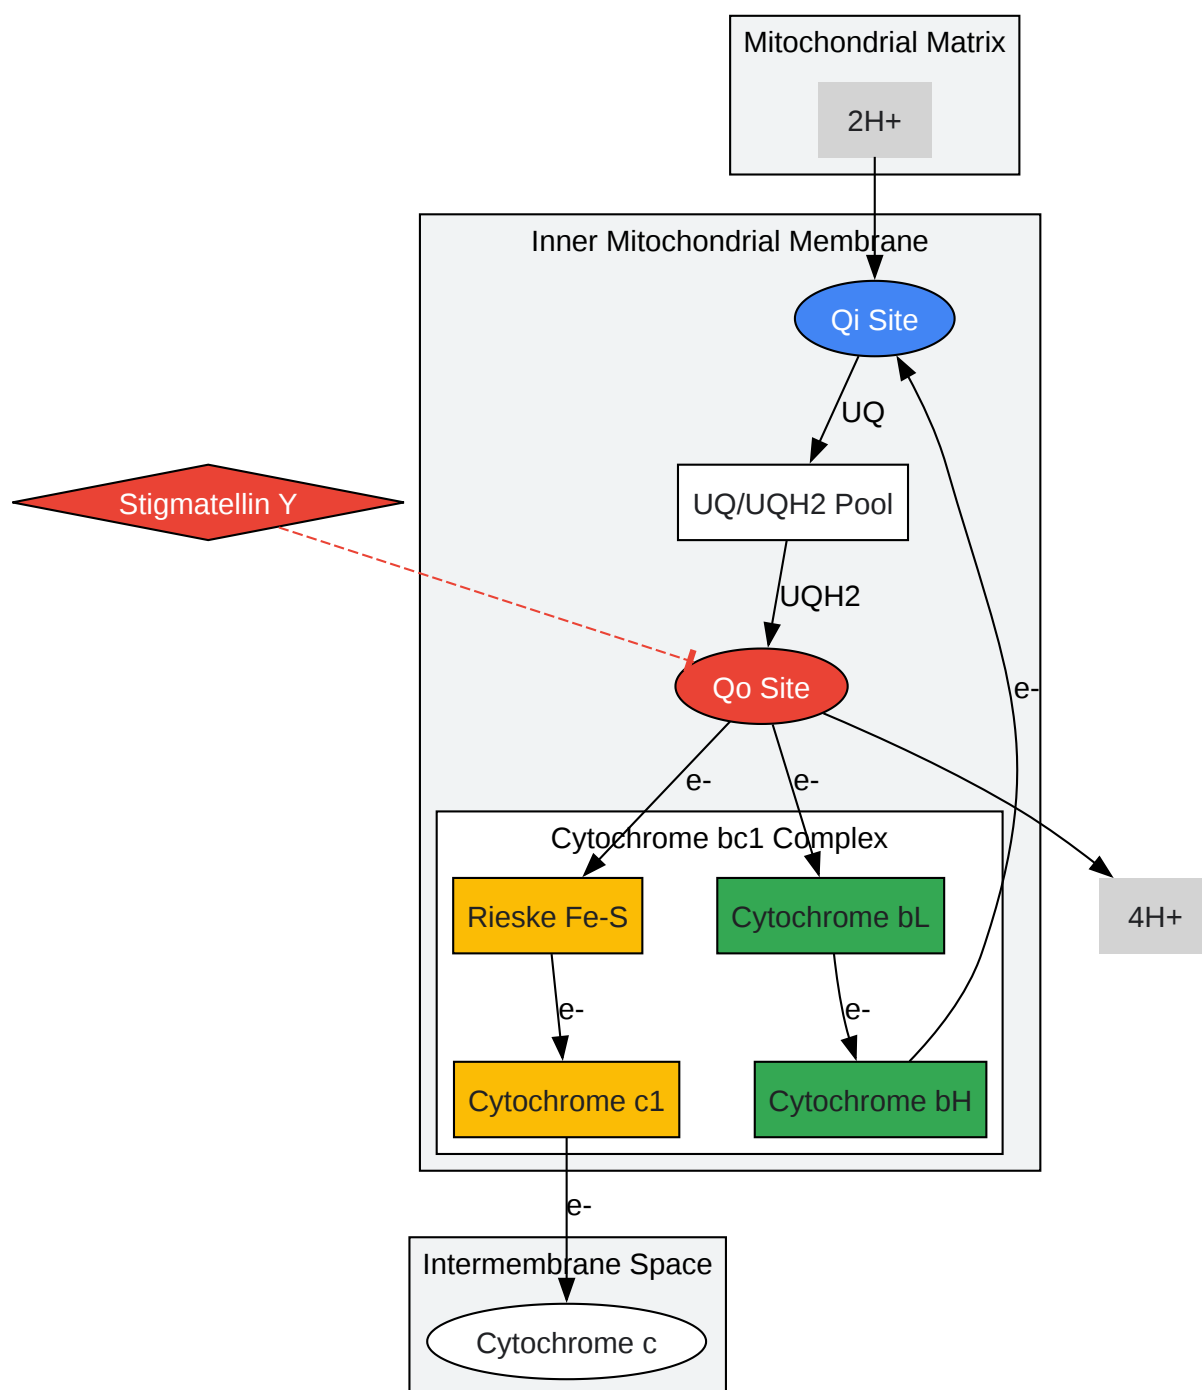 Mitochondrial Matrix
2H+
Inner Mitochondrial Membrane
Qi Site
UQ
Stigmatellin Y
UQ/UQH2 Pool
UQH2
Qo Site
e-
e-
e-
Cytochrome bc1 Complex
Rieske Fe-S
Cytochrome bL
4H+
e-
e-
Cytochrome c1
Cytochrome bH
e-
Intermembrane Space
Cytochrome c